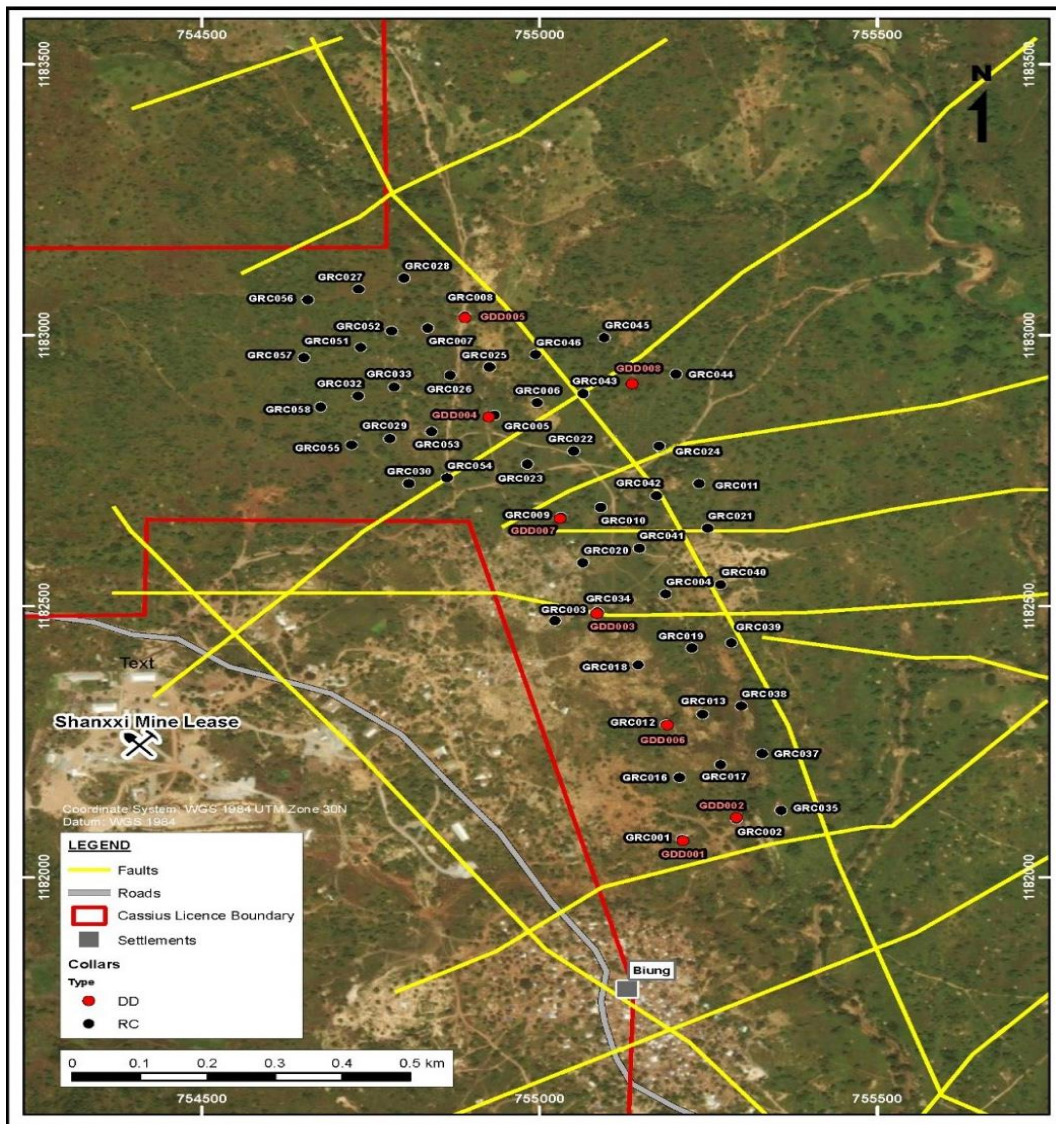 754500
755000
755500
1183500
1183500
N
GRC028
GRC027
GRC056
GRC008
GDD005
GRC052
GRC007
GRC045
GRC051
GRC046
1183000
1183000
GRC057
GRC025
GRC033
GDD008
GRC032
GRC026
GRC006
GRC043
GRC044
GRC058
GDD004
GRC005
GRC029
GRC022
GRC055
GRC053
GRC024
GRC030
GRC054
GRC023
GRC042
GRC011
GRC009
GRC010
GRC021
GDD007
GRC041
GRC020
GRC004
GRC040
GRC034
1182500
1182500
GRC003
GDD003
GRC019
GRC039
GRC018
Text
GRC013
GRC038
Shanxxi Mine Lease
GRC012
GDD006
GRC037
GRC016
GRC017
GDD002
GRC035
GRC001
GRC002
GDD001
Coordinate System: WGS 1984 UTM Zone 30N
Datum: WGS 1984
1182000
1182000
LEGEND
Faults
Roads
Cassius Licence Boundary
Settlements
Collars
Type
DD
RC
Biung
0 0.1 0.2 0.3 0.4 0.5 km
754500
755000
755500